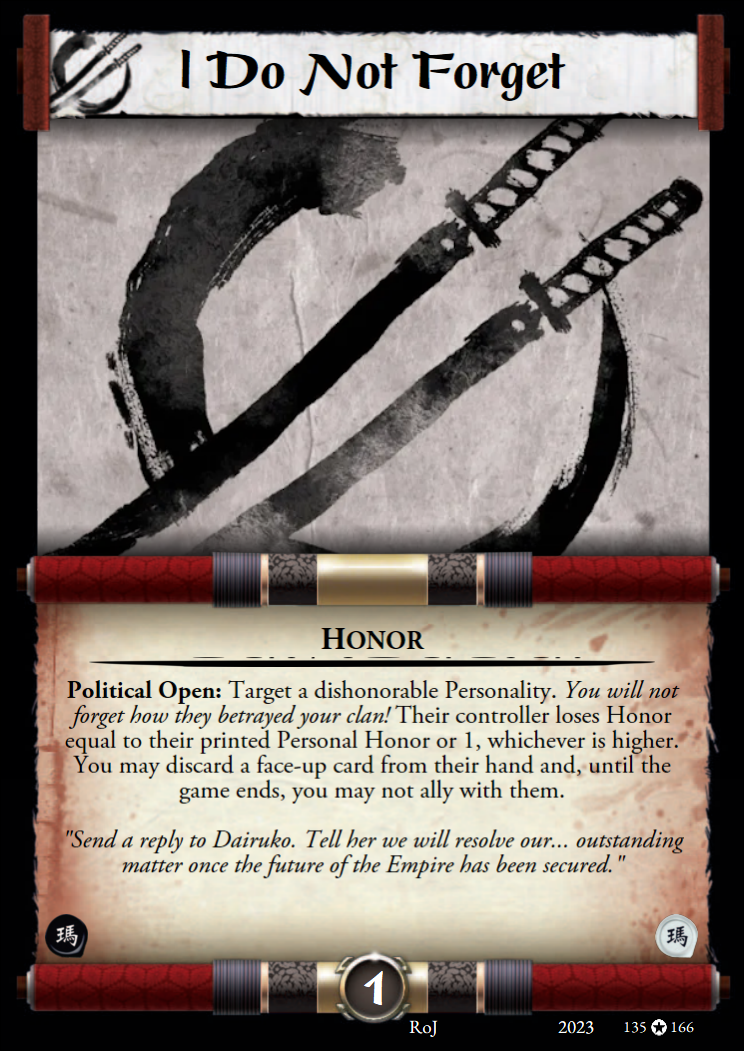 I Do Not Forget
HONOR
Political Open: Target a dishonorable Personality. You will not
forget how they betrayed your clan! Their controller loses Honor
equal to their printed Personal Honor or 1, whichever is higher.
You may discard a face-up card from their hand and, until the
game ends, you may not ally with them.
"Send a reply to Dairuko. Tell her we will resolve our... outstanding
matter once the future of the Empire has been secured."
瑪
瑪
1
RoJ 2023 135 166